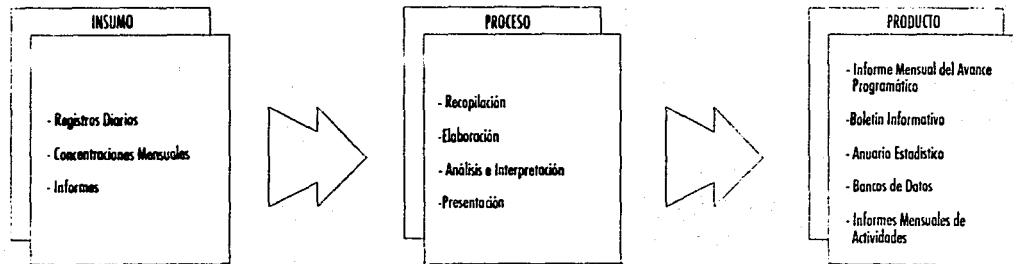 INSUMO
- Registros Diarios
- Concentraciones Mensuales
- Informes
PROCESO
- Recopilación
-Elaboración
- Análisis e Interpretación
-Presentación
PRODUCTO
- Informe Mensual del Avance
Programático
-Boletin Informativo
- Anuario Estadístico
- Bancos de Datos
- Informes Mensuales de
Actividades